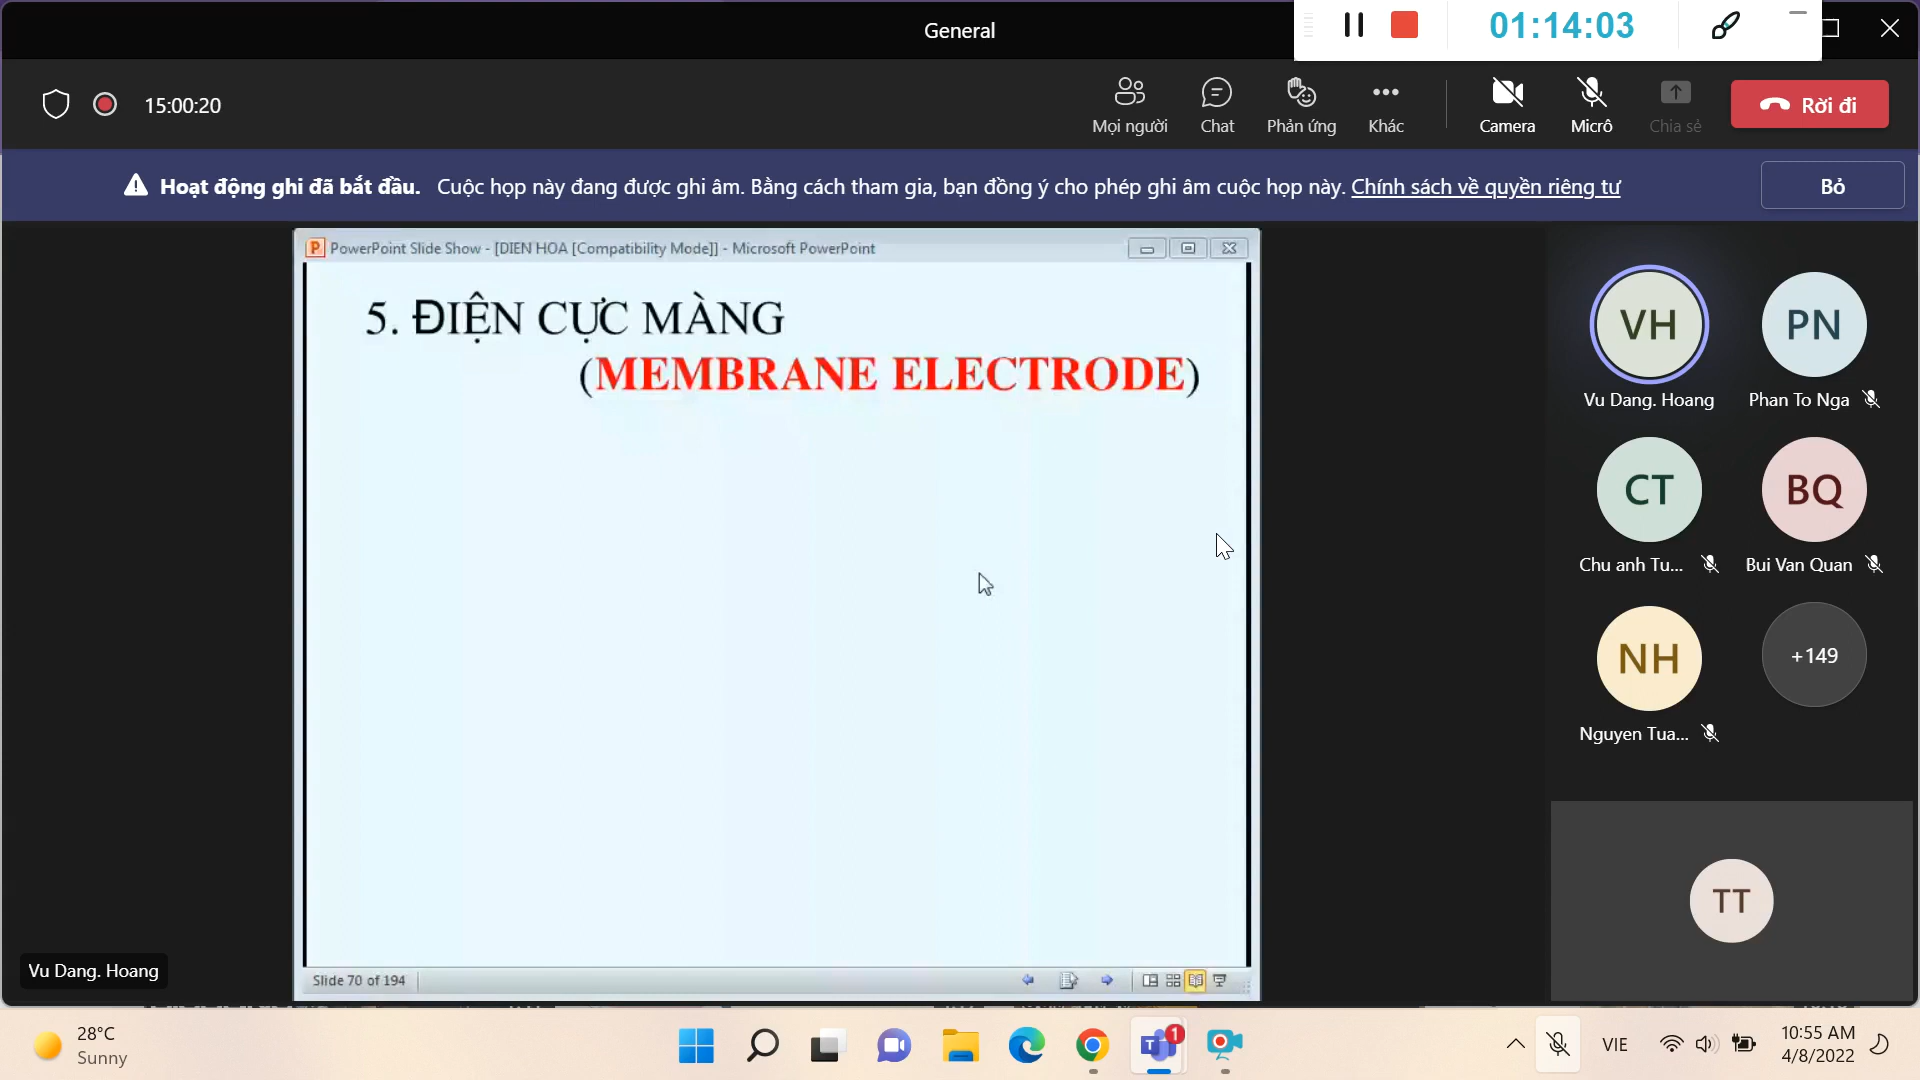 General
01:14:03
15:00:20
Mọi người
Chat
Phản ứng
Khác
Camera
Micrô
Chia sẻ
Rời đi
Hoạt động ghi đã bắt đầu. Cuộc họp này đang được ghi âm. Bằng cách tham gia, bạn đồng ý cho phép ghi âm cuộc họp này. Chính sách về quyền riêng tư
Bỏ
P PowerPoint Slide Show - [DIEN HOA [Compatibility Mode]] - Microsoft PowerPoint
5. ĐIỆN CỰC MÀNG
(MEMBRANE ELECTRODE)
Slide 70 of 194
Vu Dang. Hoang
VH
PN
Vu Dang. Hoang
Phan To Nga
CT
BQ
Chu anh Tu...
Bui Van Quan
NH
+149
Nguyen Tua...
TT
28°C
Sunny
T
1
VIE
10:55 AM
4/8/2022